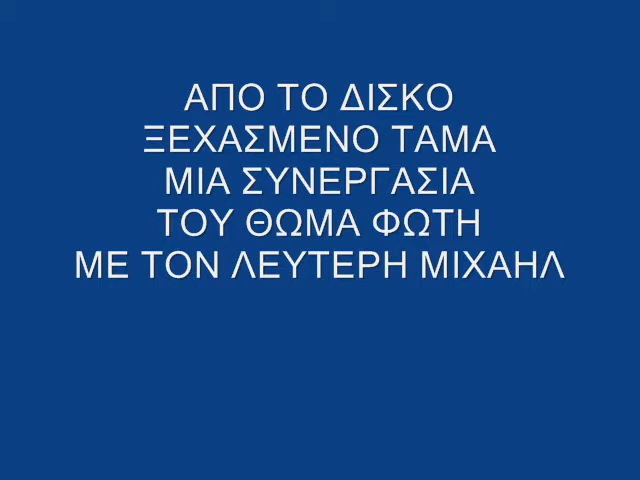 ΑΠΟ ΤΟ ΔΙΣΚΟ
ΞΕΧΑΣΜΕΝΟ ΤΑΜΑ
ΜΙΑ ΣΥΝΕΡΓΑΣΙΑ
ΤΟΥ ΘΩΜΑ ΦΩΤΗ
ΜΕ ΤΟΝ ΛΕΥΤΕΡΗ ΜΙΧΑΗΛ